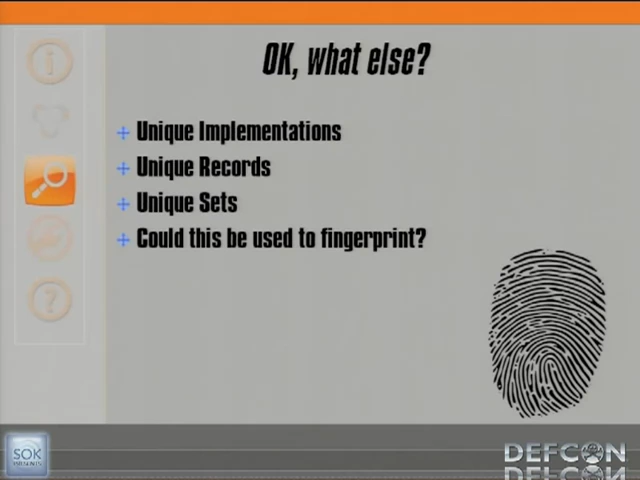 OK, what else?
Unique Implementations
Unique Records
Unique Sets
Could this be used to fingerprint?
?
SOK
DEFCON